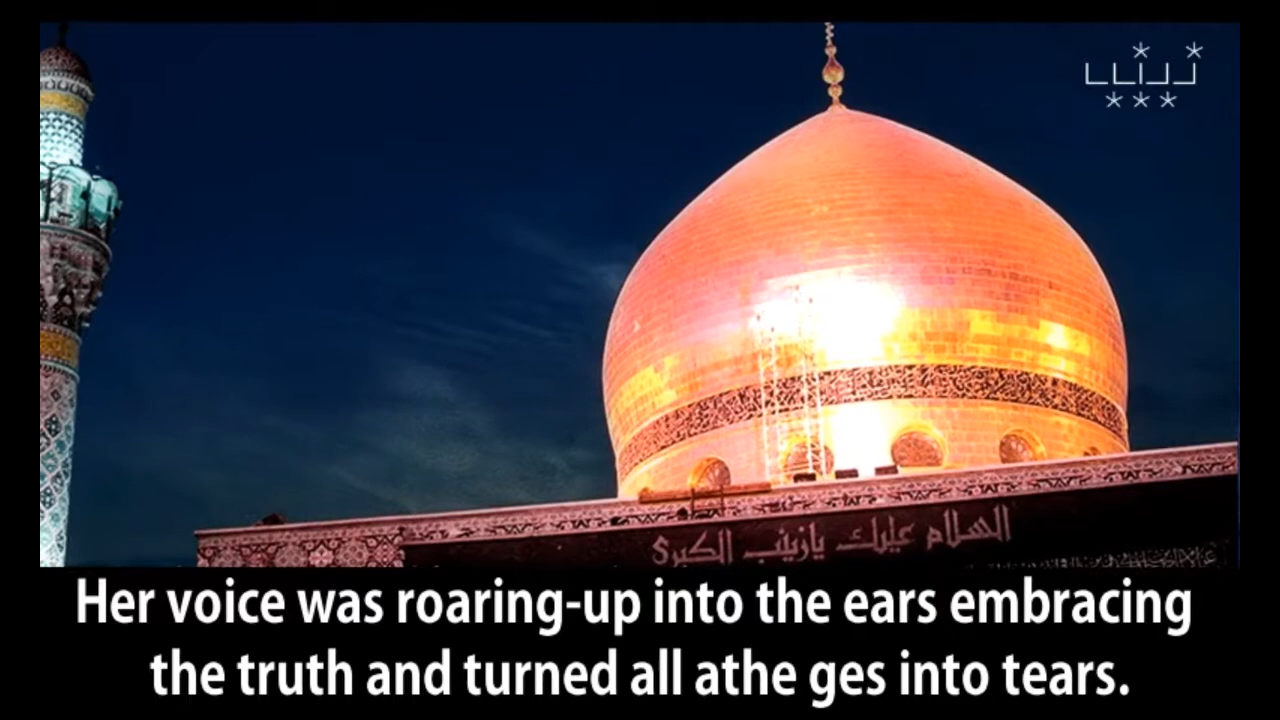 السلام عليك يازينب الكبرى
Her voice was roaring-up into the ears embracing
the truth and turned all athe ges into tears.